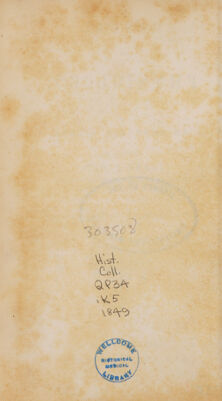 303508
Hist.
Coll.
QP34
.K5
1849
WELLCOME
HISTORICAL
MEDICAL
LIBRARY